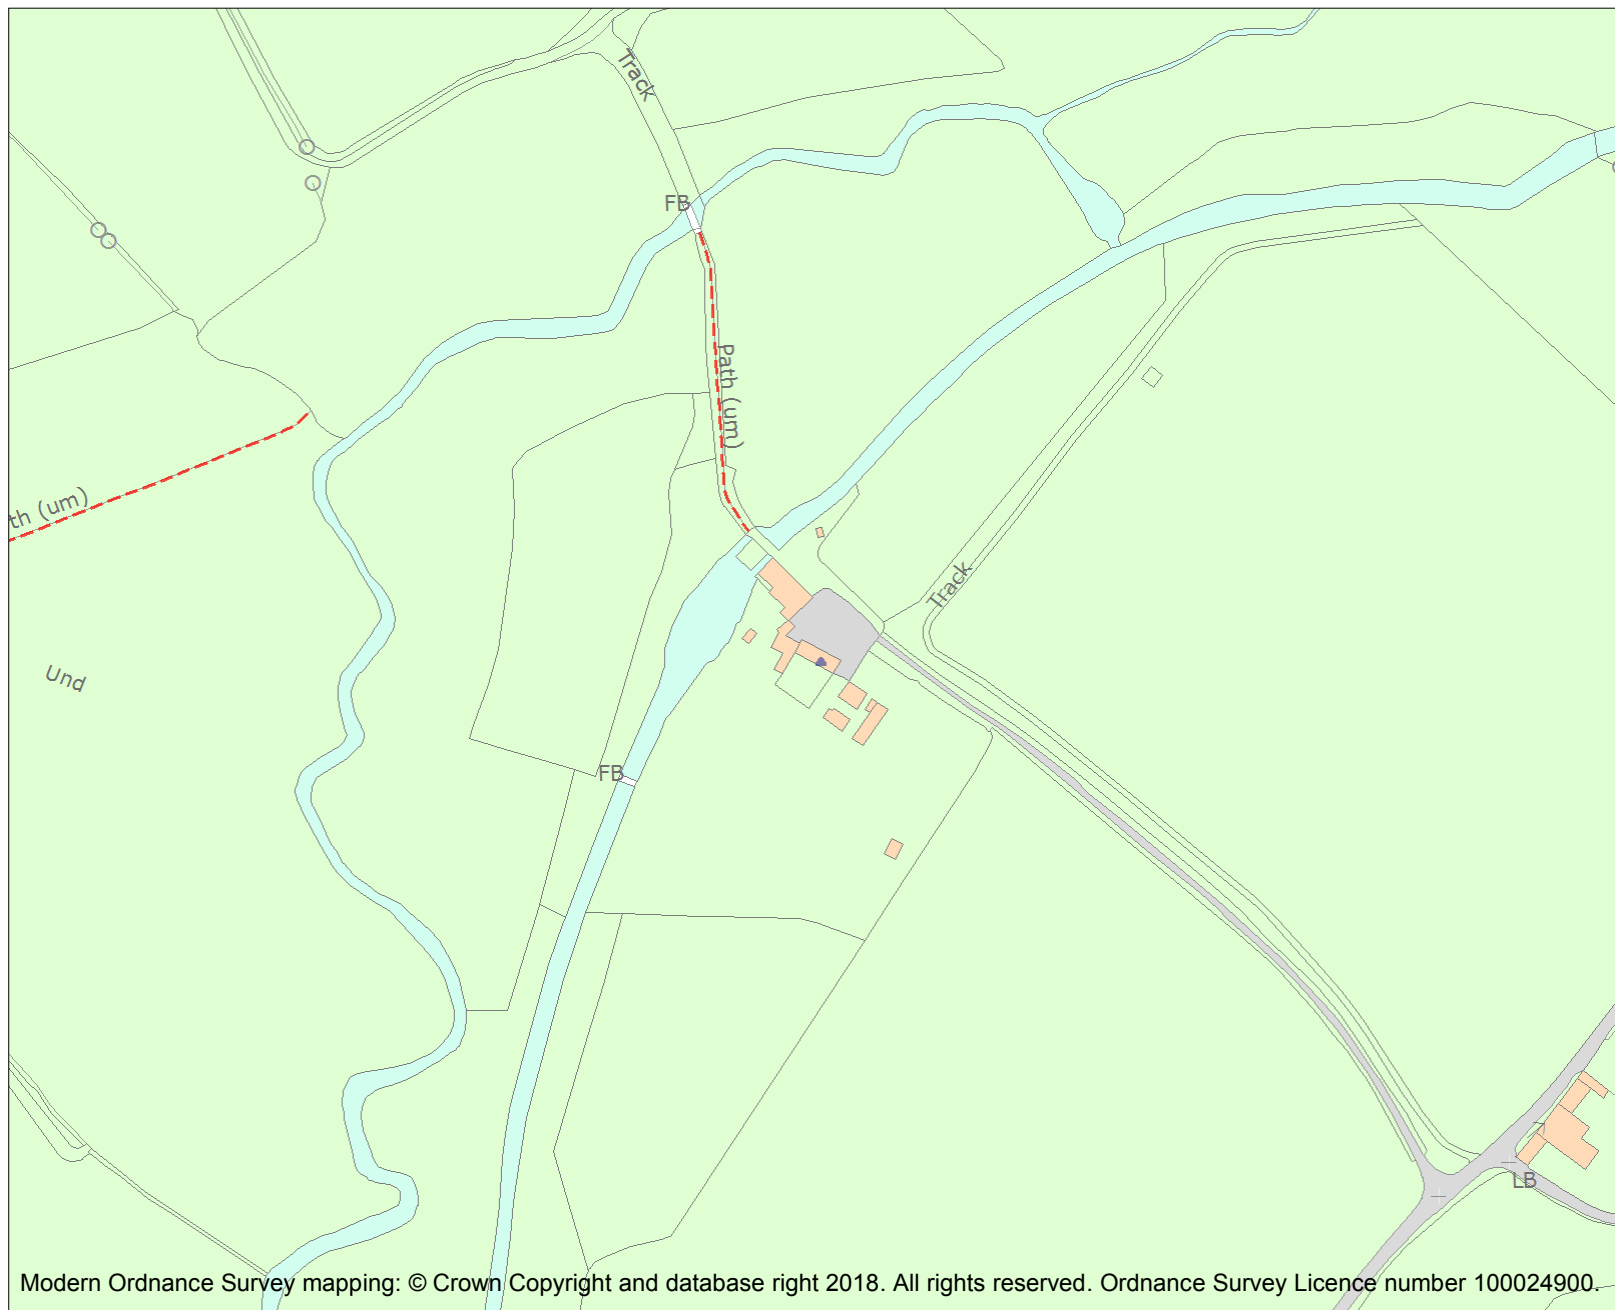 Track
FB
Path (um)
th (um)
Track
Und
FB
LB
Modern Ordnance Survey mapping: © Crown Copyright and database right 2018. All rights reserved. Ordnance Survey Licence number 100024900.